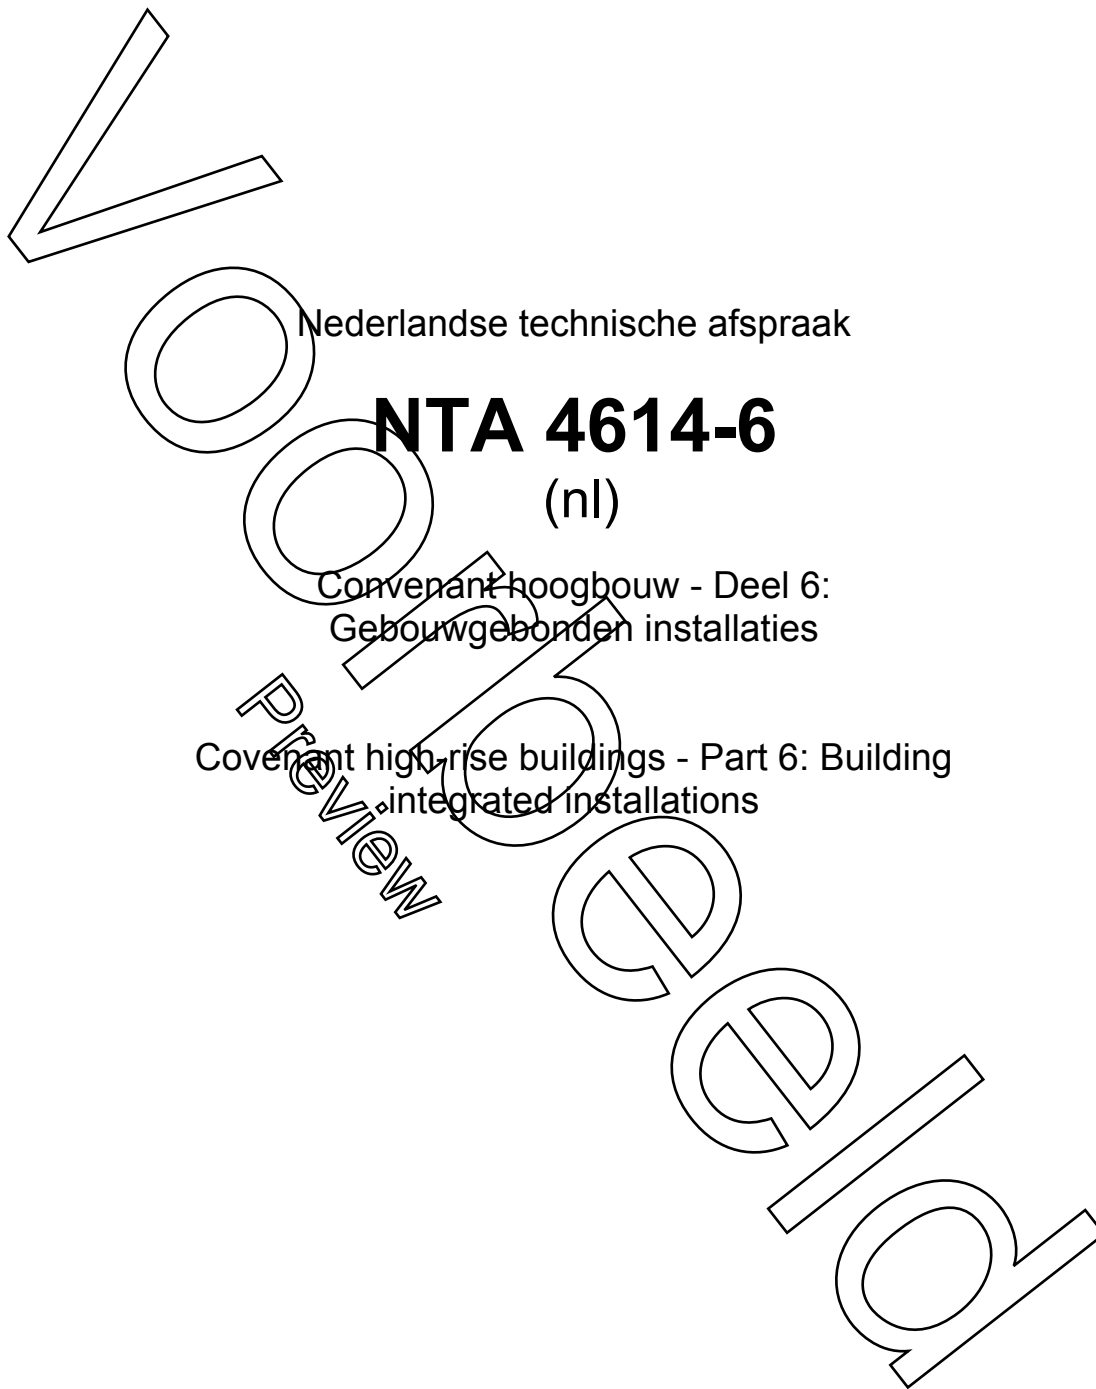 Nederlandse technische afspraak
NTA 4614-6
(nl)
Convenant hoogbouw - Deel 6:
Gebouwgebonden installaties
Covenant high-rise buildings - Part 6: Building
integrated installations
Voorbeeld
Preview